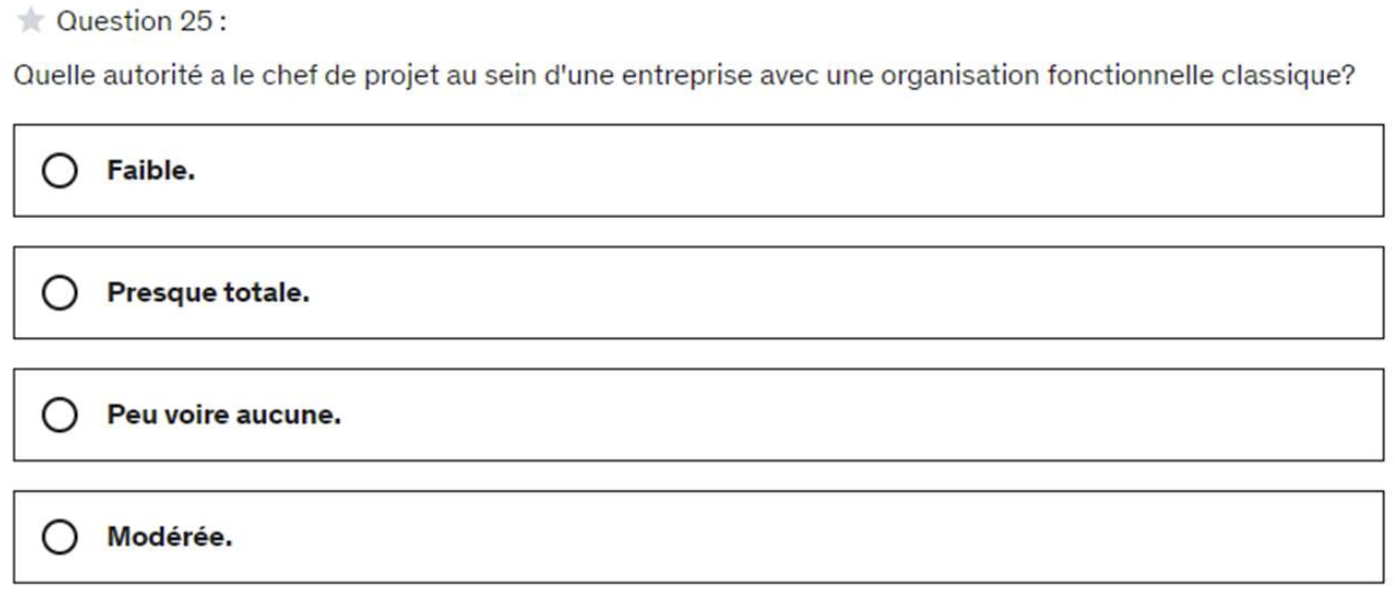 Question 25 :
Quelle autorité a le chef de projet au sein d'une entreprise avec une organisation fonctionnelle classique?
Faible.
Presque totale.
Peu voire aucune.
Modérée.